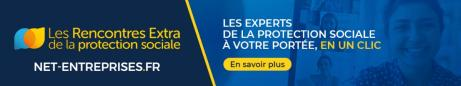 Les Rencontres Extra
de la protection sociale
NET-ENTREPRISES.FR
LES EXPERTS
DE LA PROTECTION SOCIALE
À VOTRE PORTÉE, EN UN CLIC
En savoir plus